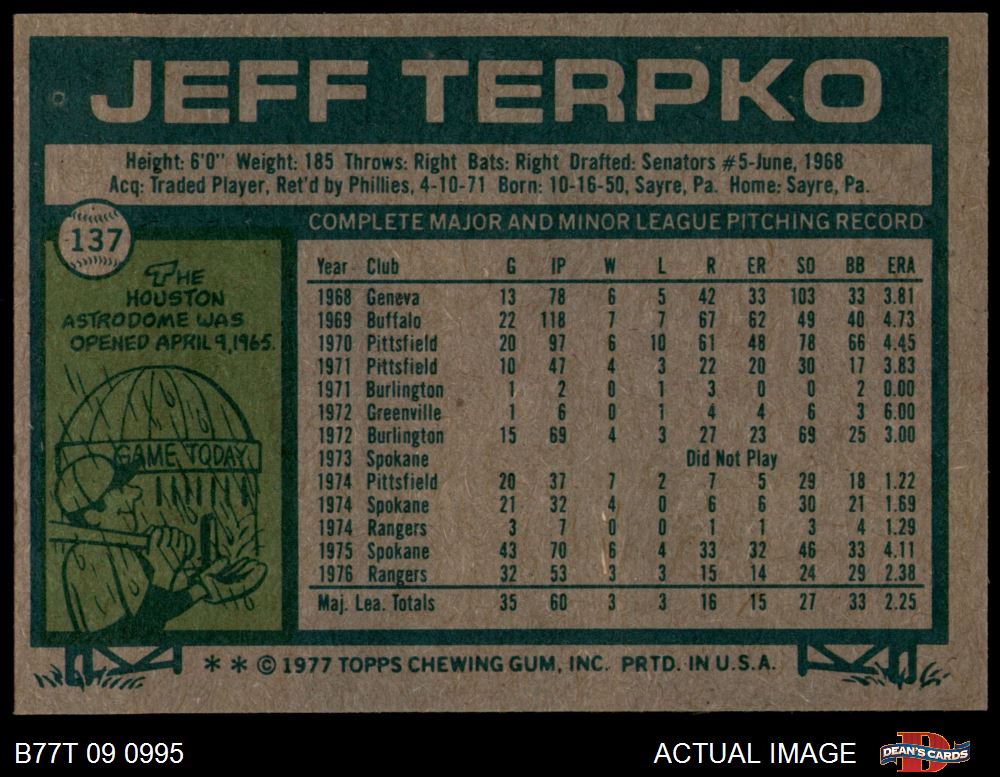 JEFF TERPKO
Height: 6'0" Weight: 185 Throws: Right Bats: Right Drafted: Senators #5-June, 1968
Acq: Traded Player, Ret'd by Phillies, 4-10-71 Born: 10-16-50, Sayre, Pa. Home: Sayre, Pa.
137
THE
HOUSTON
ASTRODOME WAS
OPENED APRIL 9, 1965.
GAME TODAY
COMPLETE MAJOR AND MINOR LEAGUE PITCHING RECORD
Year Club G IP W L R ER SO BB ERA
1968 Geneva 13 78 6 5 42 33 103 33 3.81
1969 Buffalo 22 118 7 7 67 62 49 40 4.73
1970 Pittsfield 20 97 6 10 61 48 78 66 4.45
1971 Pittsfield 10 47 4 3 22 20 30 17 3.83
1971 Burlington 1 2 0 1 3 0 0 2 0.00
1972 Greenville 1 6 0 1 4 4 6 3 6.00
1972 Burlington 15 69 4 3 27 23 69 25 3.00
1973 Spokane Did Not Play
1974 Pittsfield 20 37 7 2 7 5 29 18 1.22
1974 Spokane 21 32 4 0 6 6 30 21 1.69
1974 Rangers 3 7 0 0 1 1 3 4 1.29
1975 Spokane 43 70 6 4 33 32 46 33 4.11
1976 Rangers 32 53 3 3 15 14 24 29 2.38
Maj. Lea. Totals 35 60 3 3 16 15 27 33 2.25
* * © 1977 TOPPS CHEWING GUM, INC. PRTD. IN U.S.A.
B77T 09 0995
ACTUAL IMAGE
DEAN'S CARDS